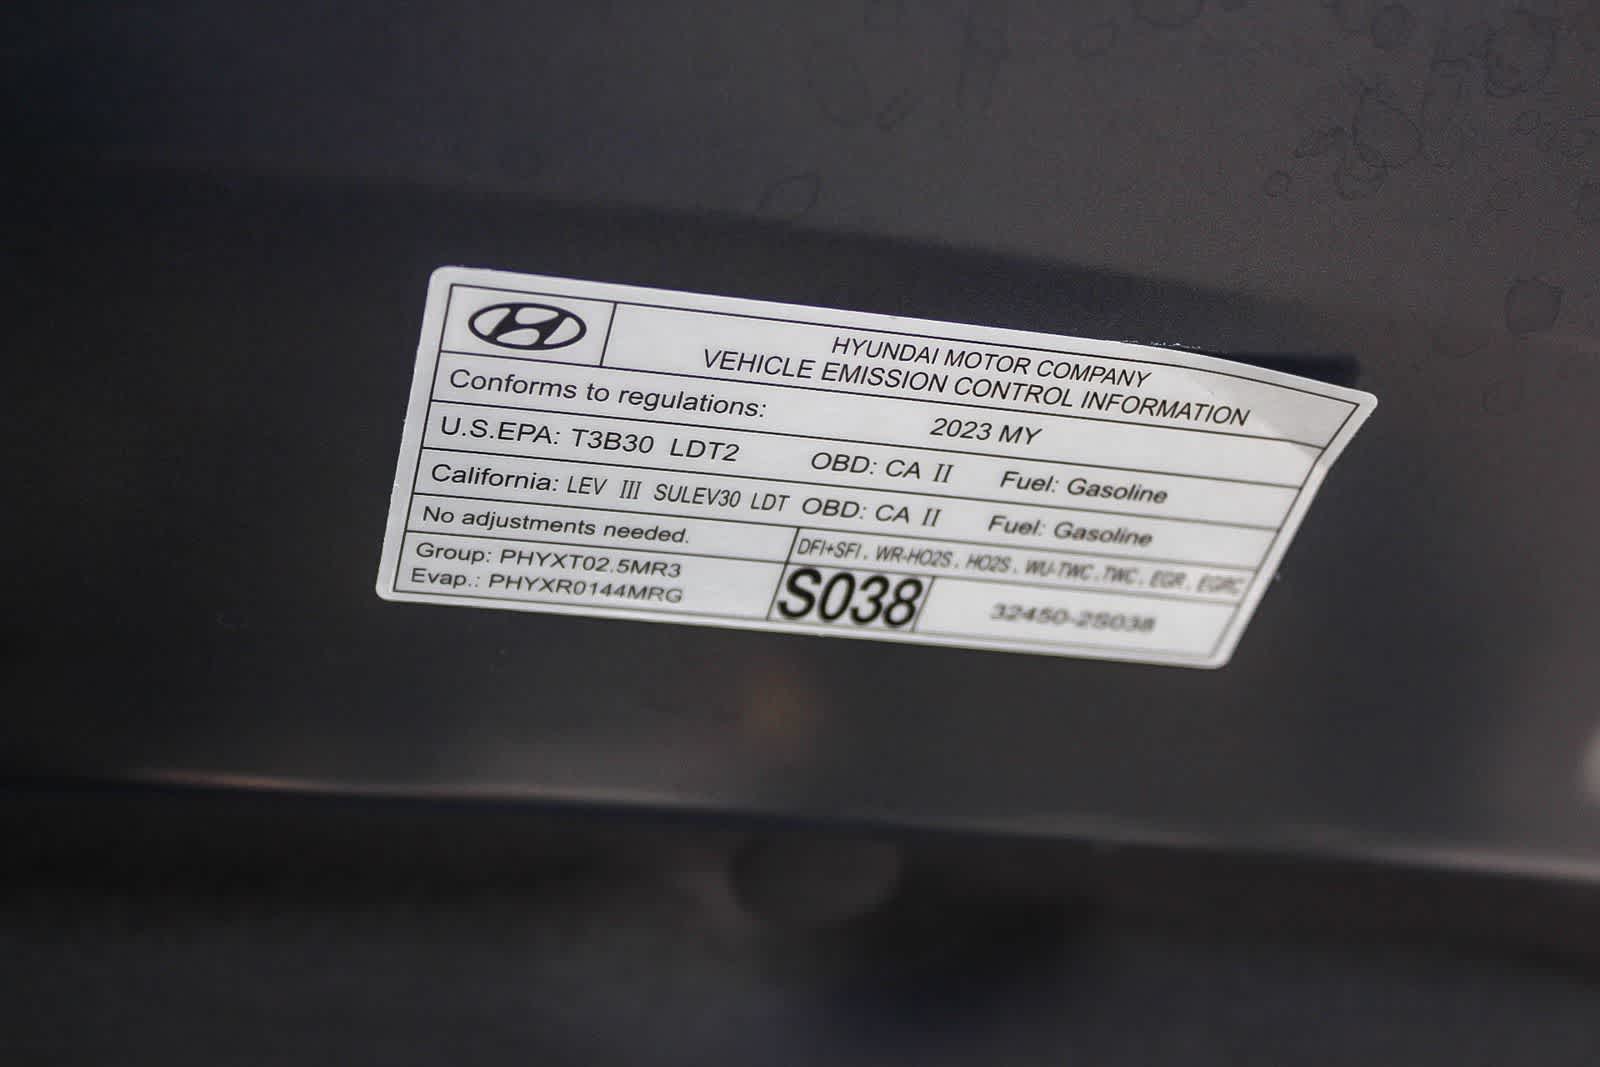 HYUNDAI MOTOR COMPANY
VEHICLE EMISSION CONTROL INFORMATION
Conforms to regulations: 2023 MY
U.S.EPA: T3B30 LDT2 OBD: CA II Fuel: Gasoline
California: LEV III SULEV30 LDT OBD: CA II Fuel: Gasoline
No adjustments needed. DFI+SFI, WR-HO2S, HO2S, WU-TWC, TWC, EGR, EGRC
Group: PHYXT02.5MR3
Evap.: PHYXR0144MRG
S038 32450-2S038